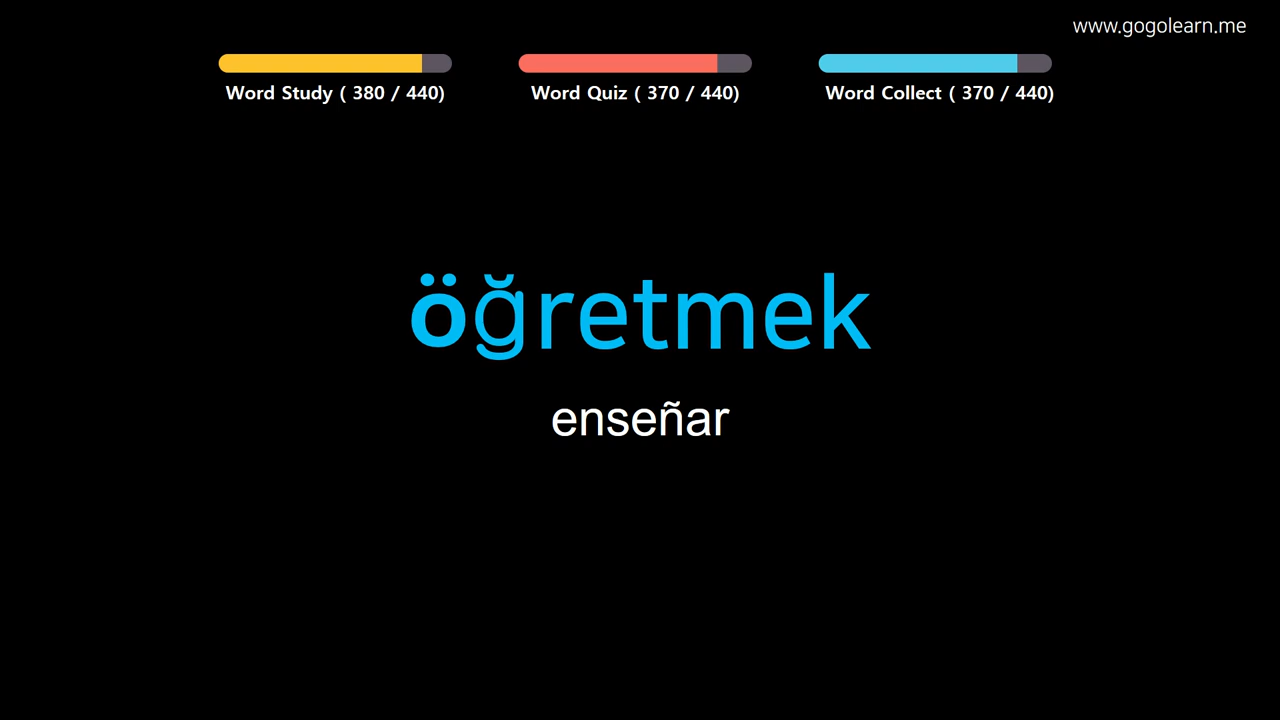 www.gogolearn.me
Word Study ( 380 / 440)
Word Quiz ( 370 / 440)
Word Collect ( 370 / 440)
öğretmek
enseñar